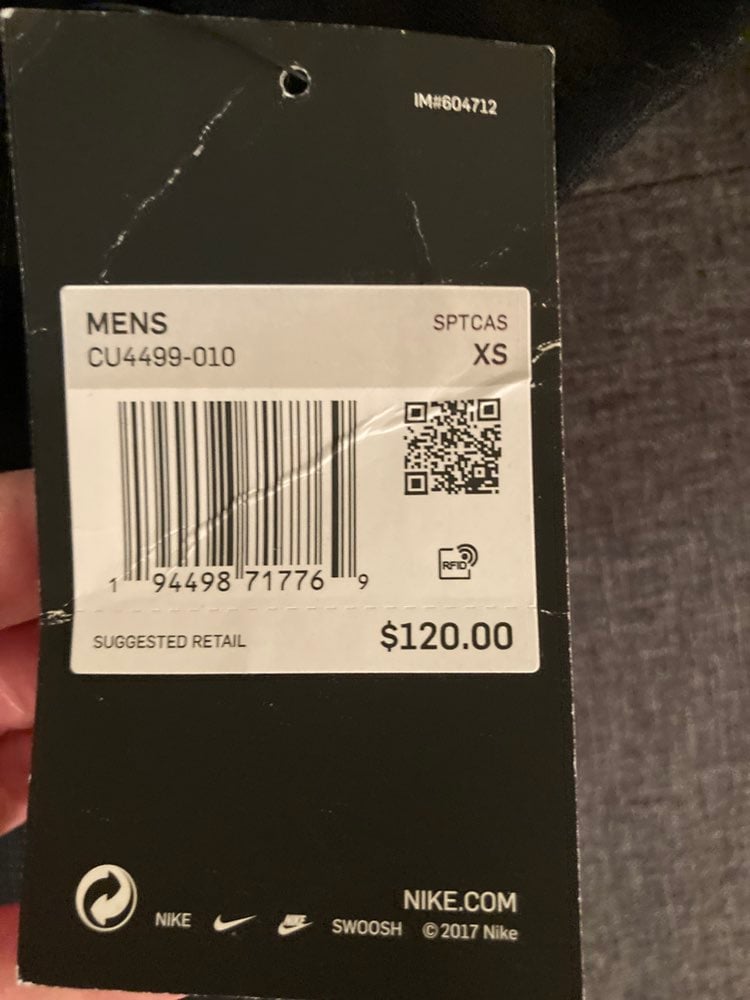 IM#604712
MENS SPTCAS
CU4499-010 XS
1 94498 71776 9
RFID
SUGGESTED RETAIL $120.00
NIKE.COM
NIKE NIKE SWOOSH ©2017 Nike